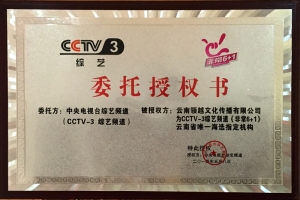 CCTV 3
综艺
非常6+1
委托授权书
委托方：中央电视台综艺频道 被授权方：云南骄越文化传播有限公司
(CCTV-3 综艺频道) 为CCTV-3综艺频道《非常6+1》
云南省唯一海选指定机构
特此授权